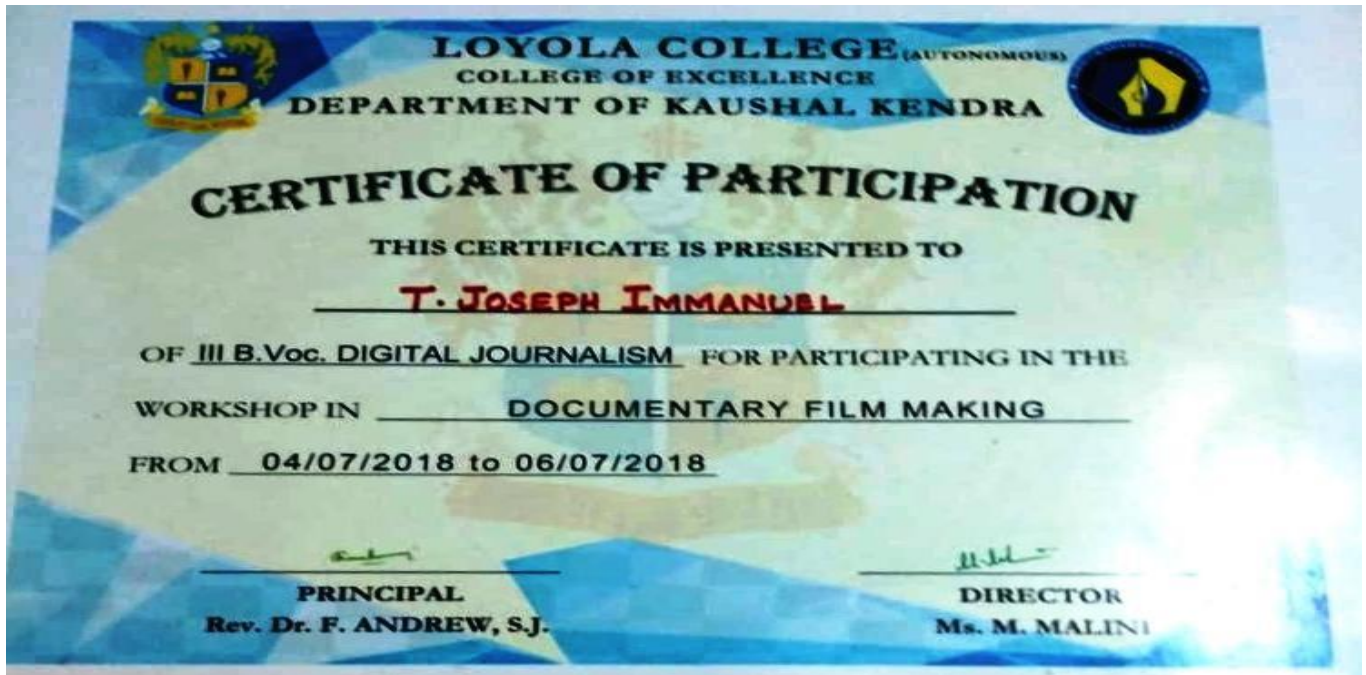 LOYOLA COLLEGE (AUTONOMOUS)
COLLEGE OF EXCELLENCE
DEPARTMENT OF KAUSHAL KENDRA
CERTIFICATE OF PARTICIPATION
THIS CERTIFICATE IS PRESENTED TO
T. JOSEPH IMMANUEL
OF III B.Voc. DIGITAL JOURNALISM FOR PARTICIPATING IN THE
WORKSHOP IN DOCUMENTARY FILM MAKING
FROM 04/07/2018 to 06/07/2018
PRINCIPAL DIRECTOR
Rev. Dr. F. ANDREW, S.J. Ms. M. MALINI